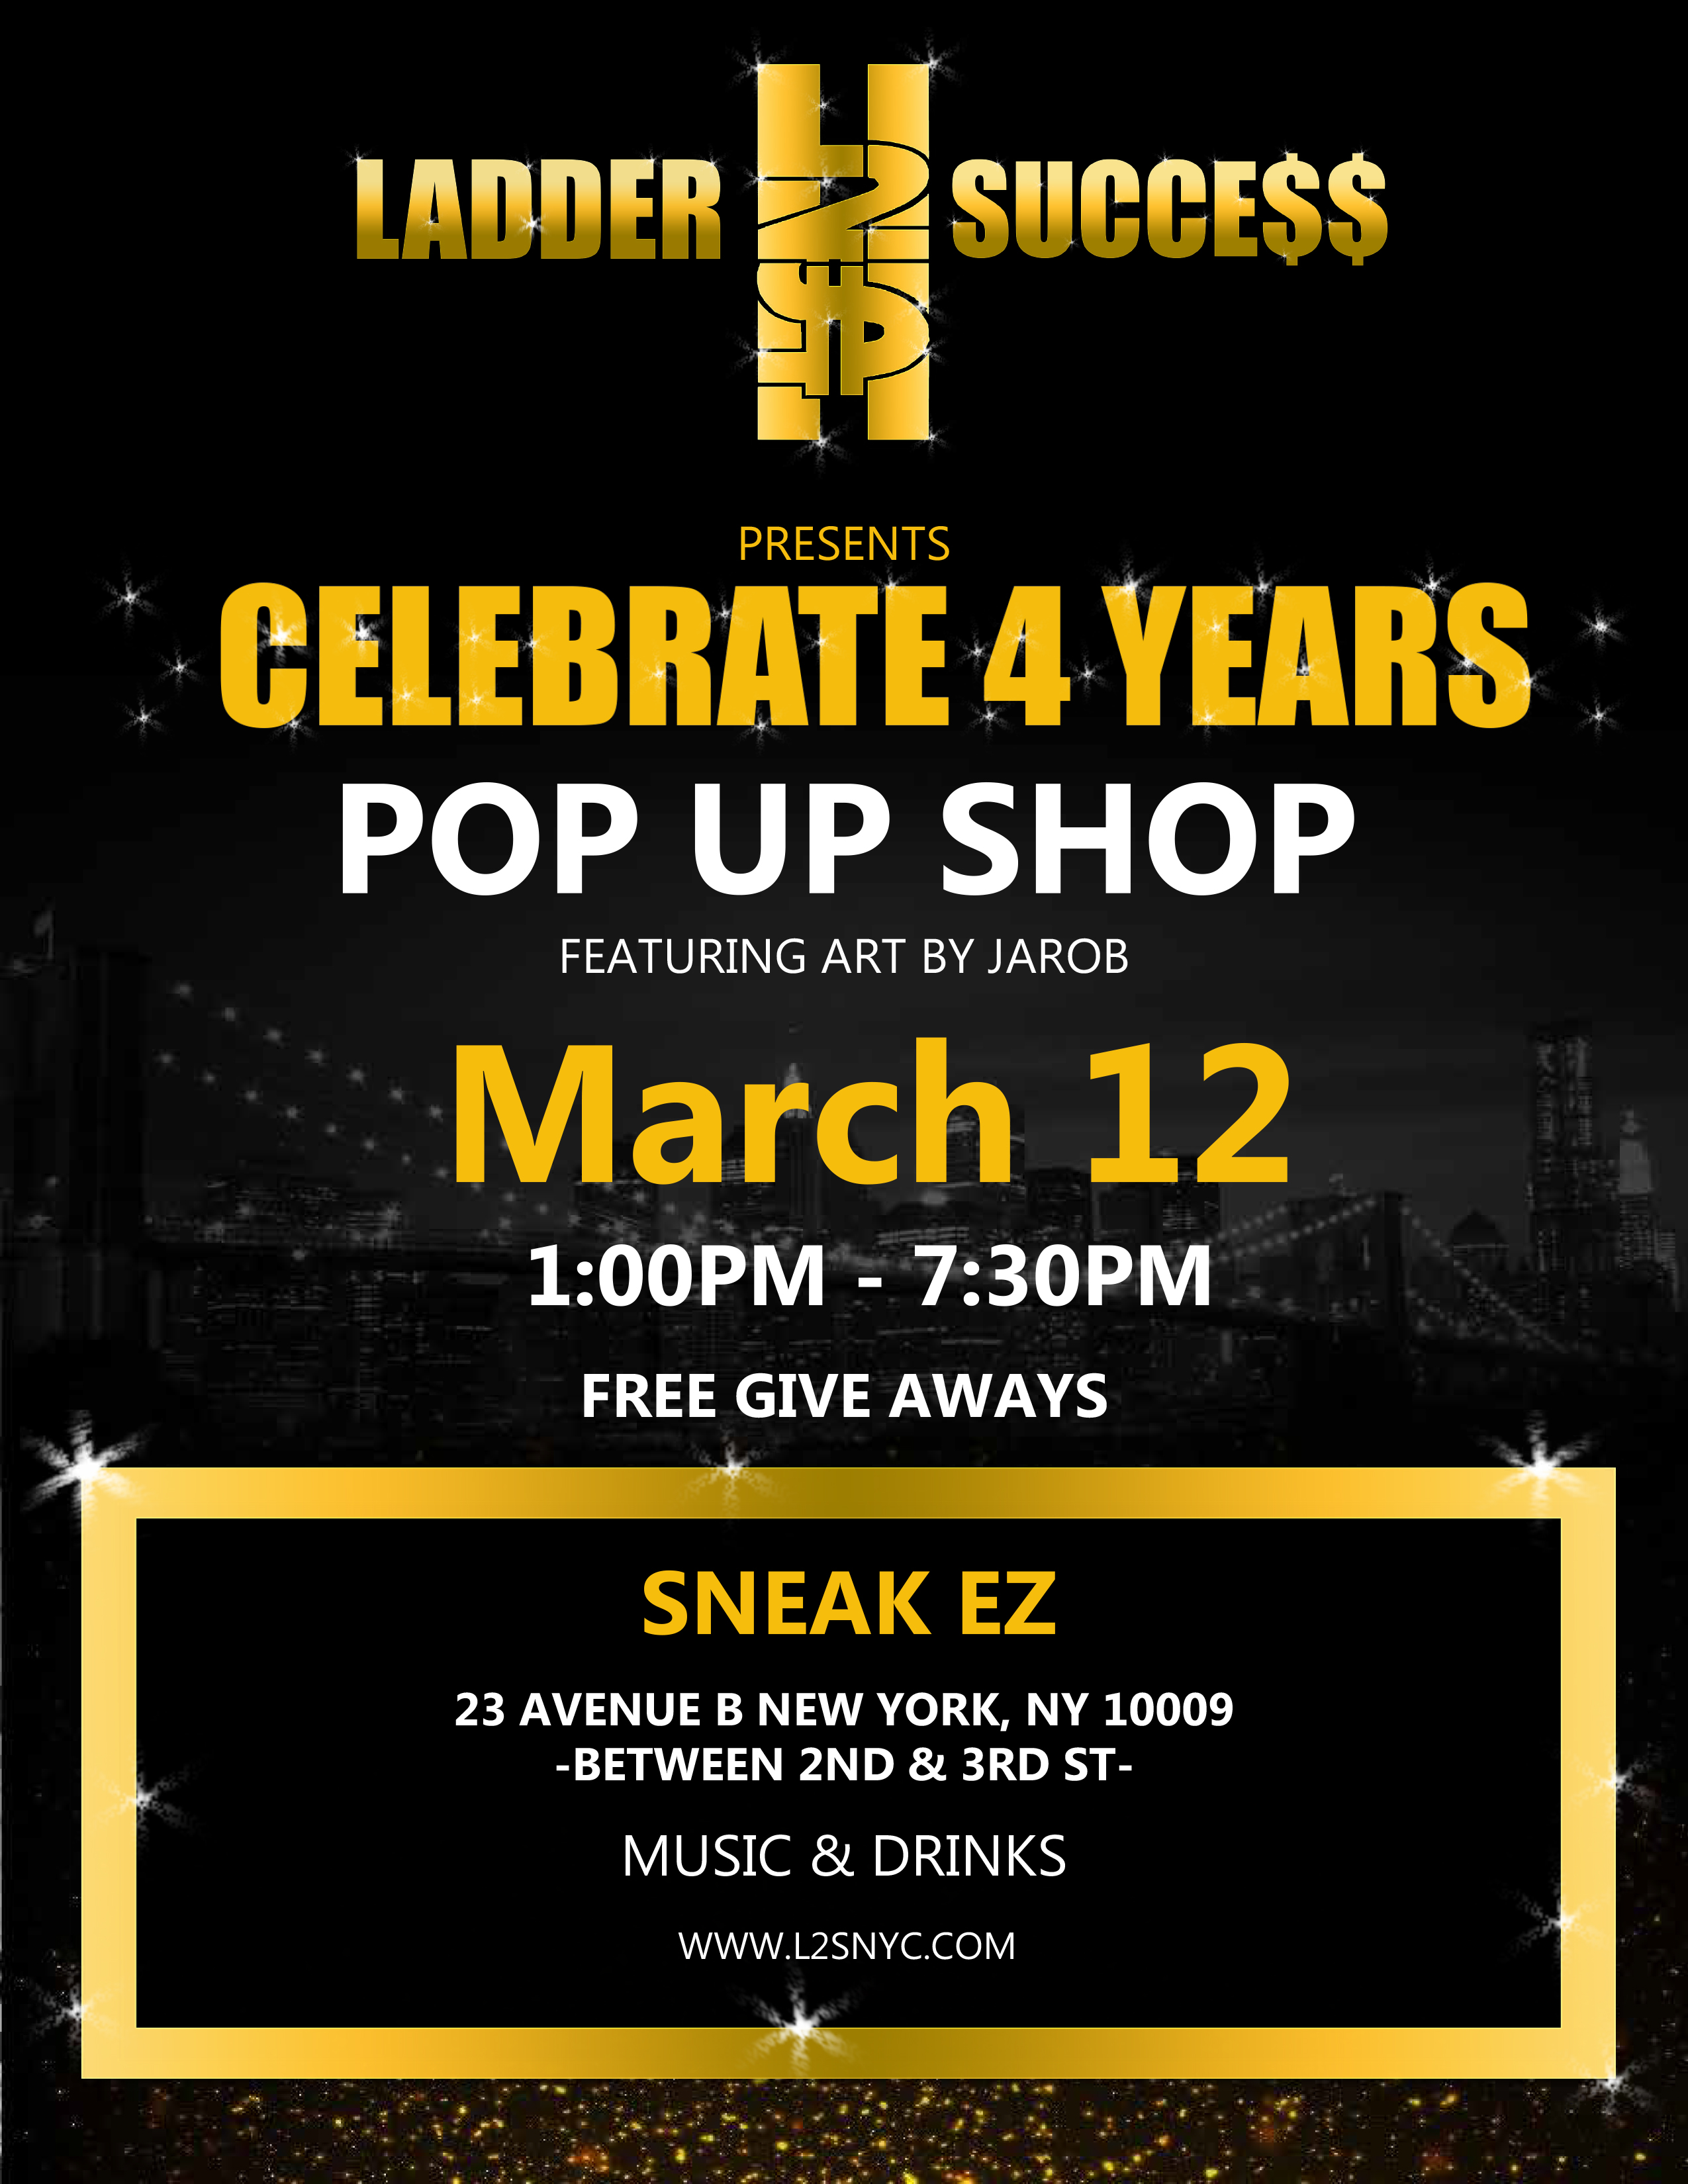 LADDER L2$ SUCCE$$
PRESENTS
CELEBRATE 4 YEARS
POP UP SHOP
FEATURING ART BY JAROB
March 12
1:00PM - 7:30PM
FREE GIVE AWAYS
SNEAK EZ
23 AVENUE B NEW YORK, NY 10009
-BETWEEN 2ND & 3RD ST-
MUSIC & DRINKS
WWW.L2SNYC.COM